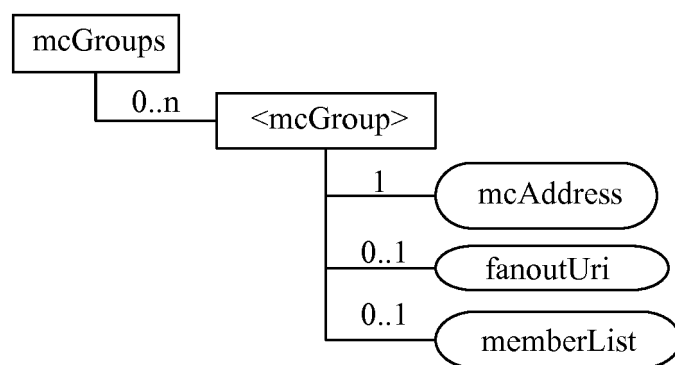 mcGroups
0..n
<mcGroup>
1
mcAddress
0..1
fanoutUri
0..1
memberList